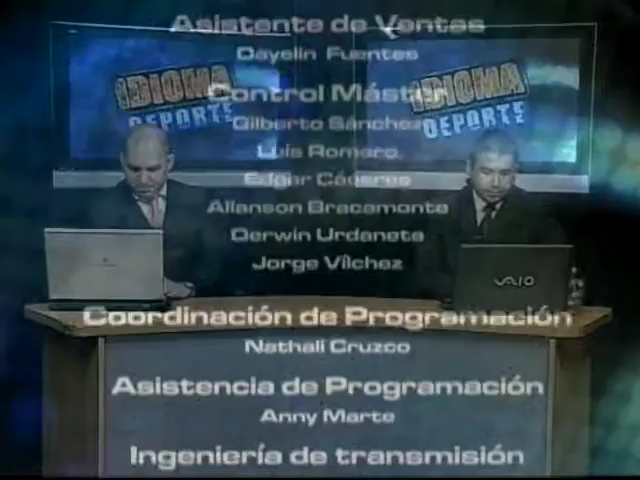 Asistente de Ventas
Dayelin Fuentes
IDIOMA
DEPORTE
IDIOMA
DEPORTE
Control Máster
Gilberto Sánchez
Luis Romero
Edgar Cáceres
Allanson Bracamonte
Derwin Urdaneta
Jorge Vílchez
VAIO
Coordinación de Programación
Nathali Cruzco
Asistencia de Programación
Anny Marte
Ingeniería de transmisión